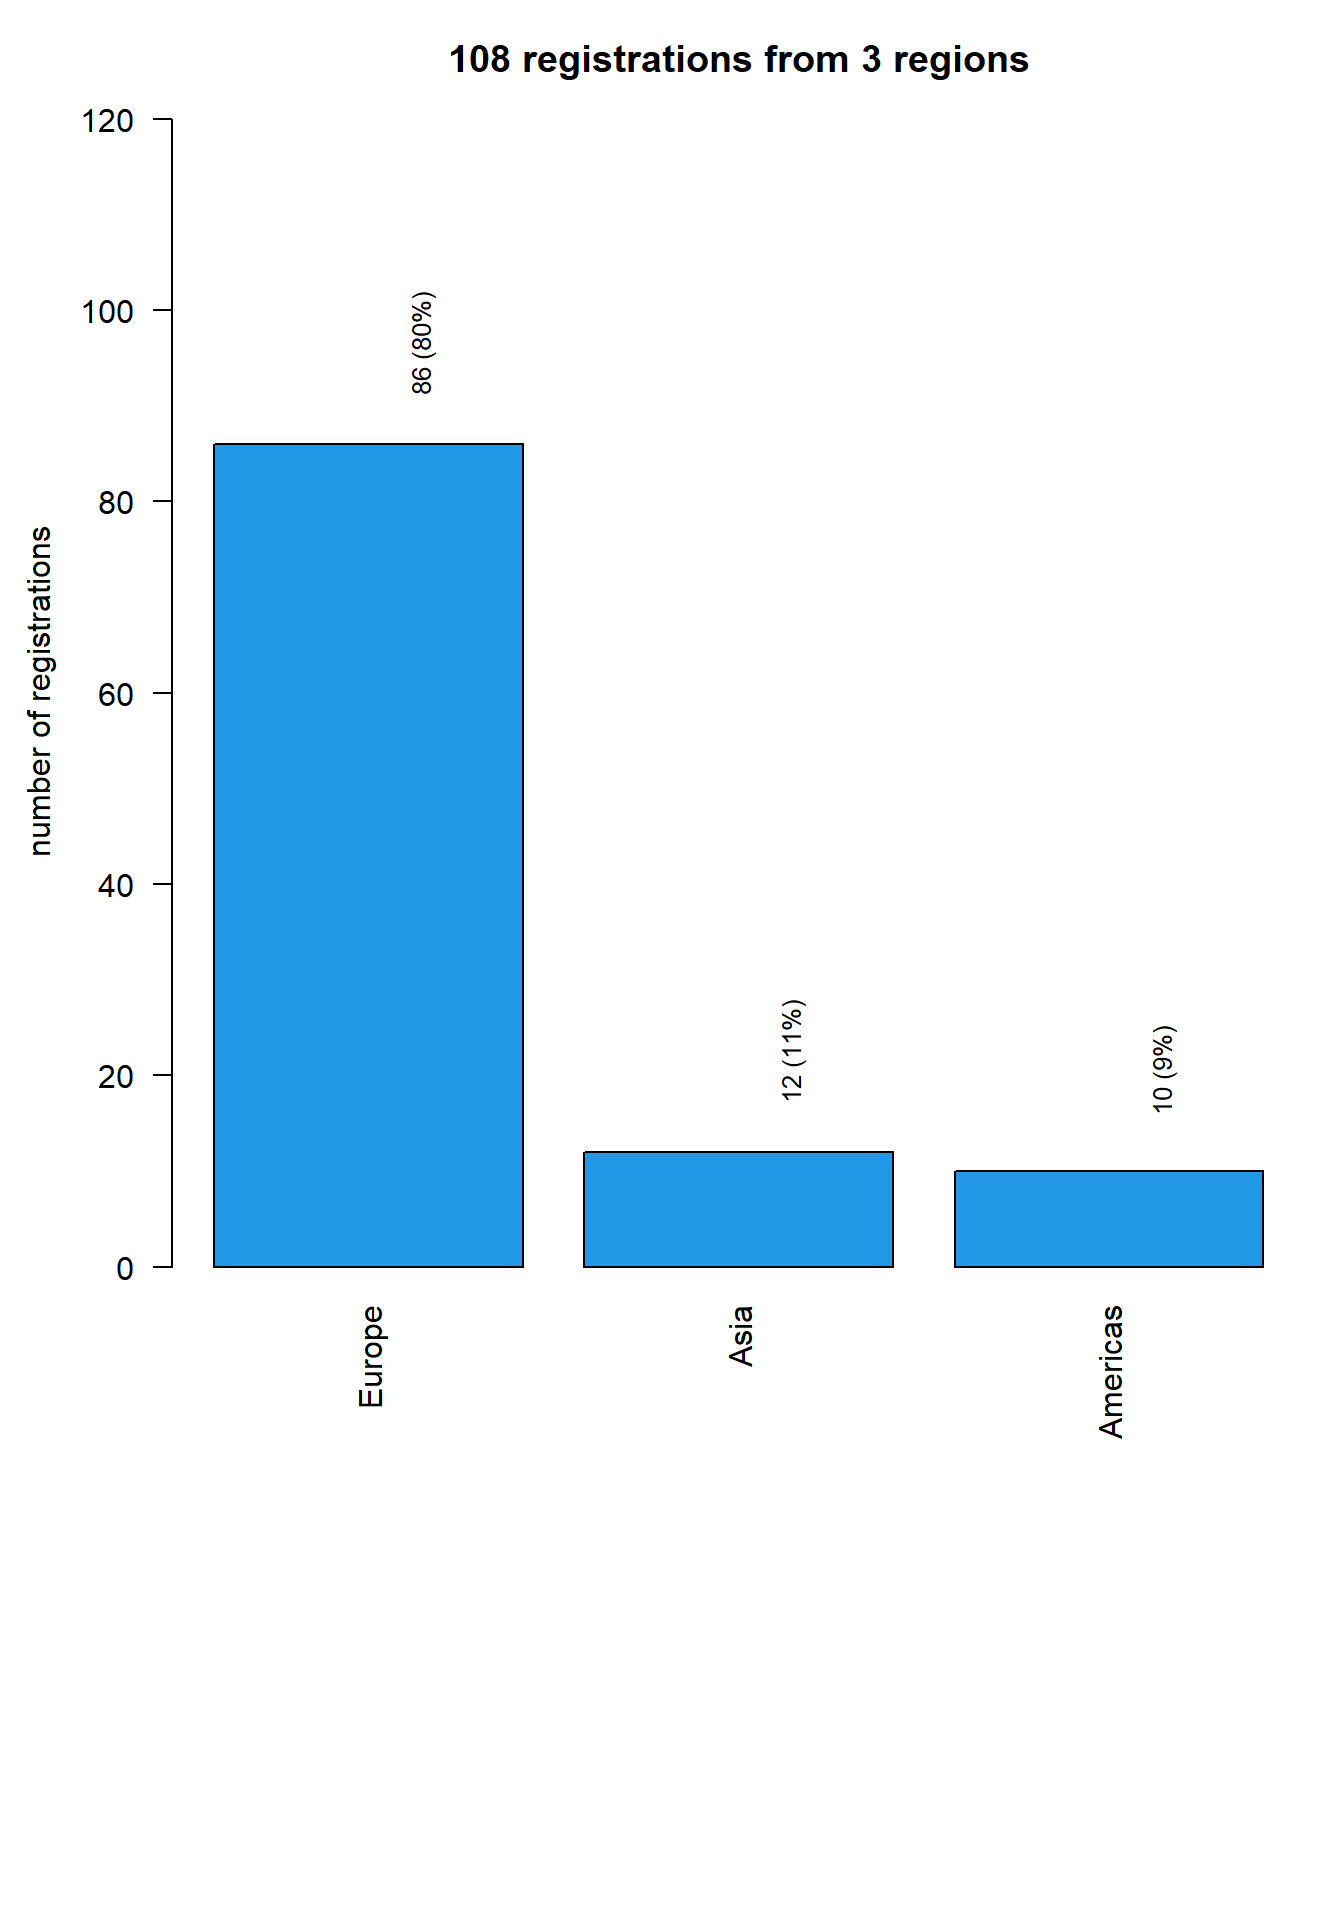 108 registrations from 3 regions
120
100
80
60
40
20
0
number of registrations
86 (80%)
12 (11%)
10 (9%)
Europe
Asia
Americas